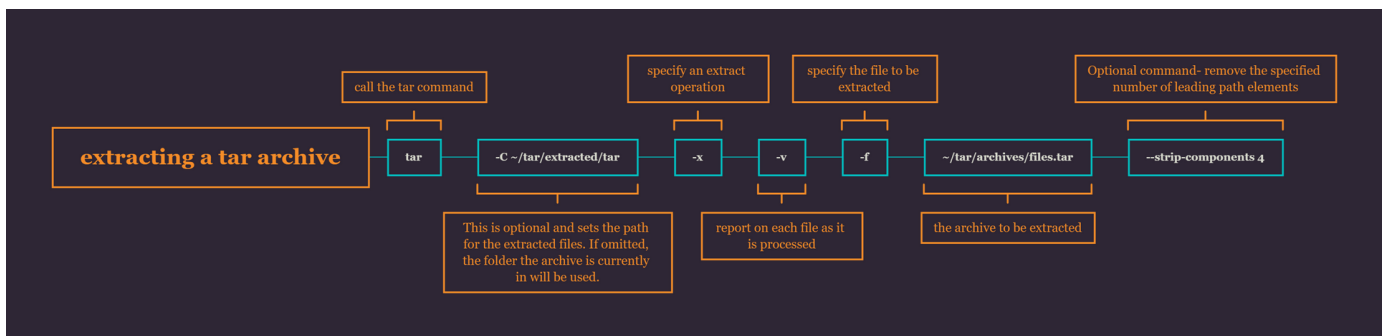 call the tar command
specify an extract
operation
specify the file to be
extracted
Optional command- remove the specified
number of leading path elements
extracting a tar archive
tar
-C ~/tar/extracted/tar
-x
-v
-f
~/tar/archives/files.tar
--strip-components 4
This is optional and sets the path
for the extracted files. If omitted,
the folder the archive is currently
in will be used.
report on each file as it
is processed
the archive to be extracted